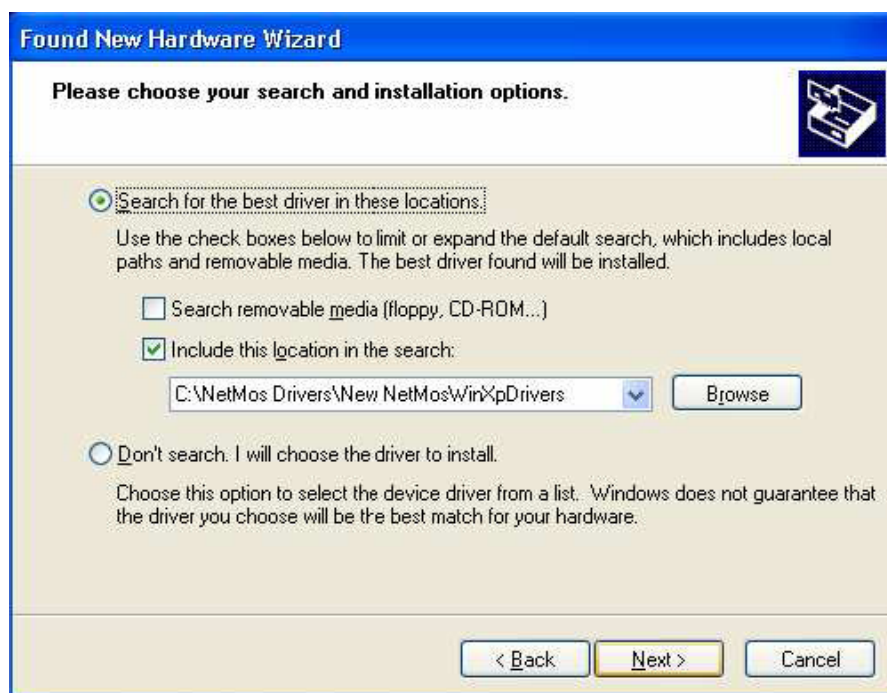 Found New Hardware Wizard
Please choose your search and installation options.
Search for the best driver in these locations.
Use the check boxes below to limit or expand the default search, which includes local
paths and removable media. The best driver found will be installed.
Search removable media (floppy, CD-ROM...)
Include this location in the search:
C:\NetMos Drivers\New NetMos\WinXpDrivers
Browse
Don't search. I will choose the driver to install.
Choose this option to select the device driver from a list. Windows does not guarantee that
the driver you choose will be the best match for your hardware.
< Back
Next >
Cancel